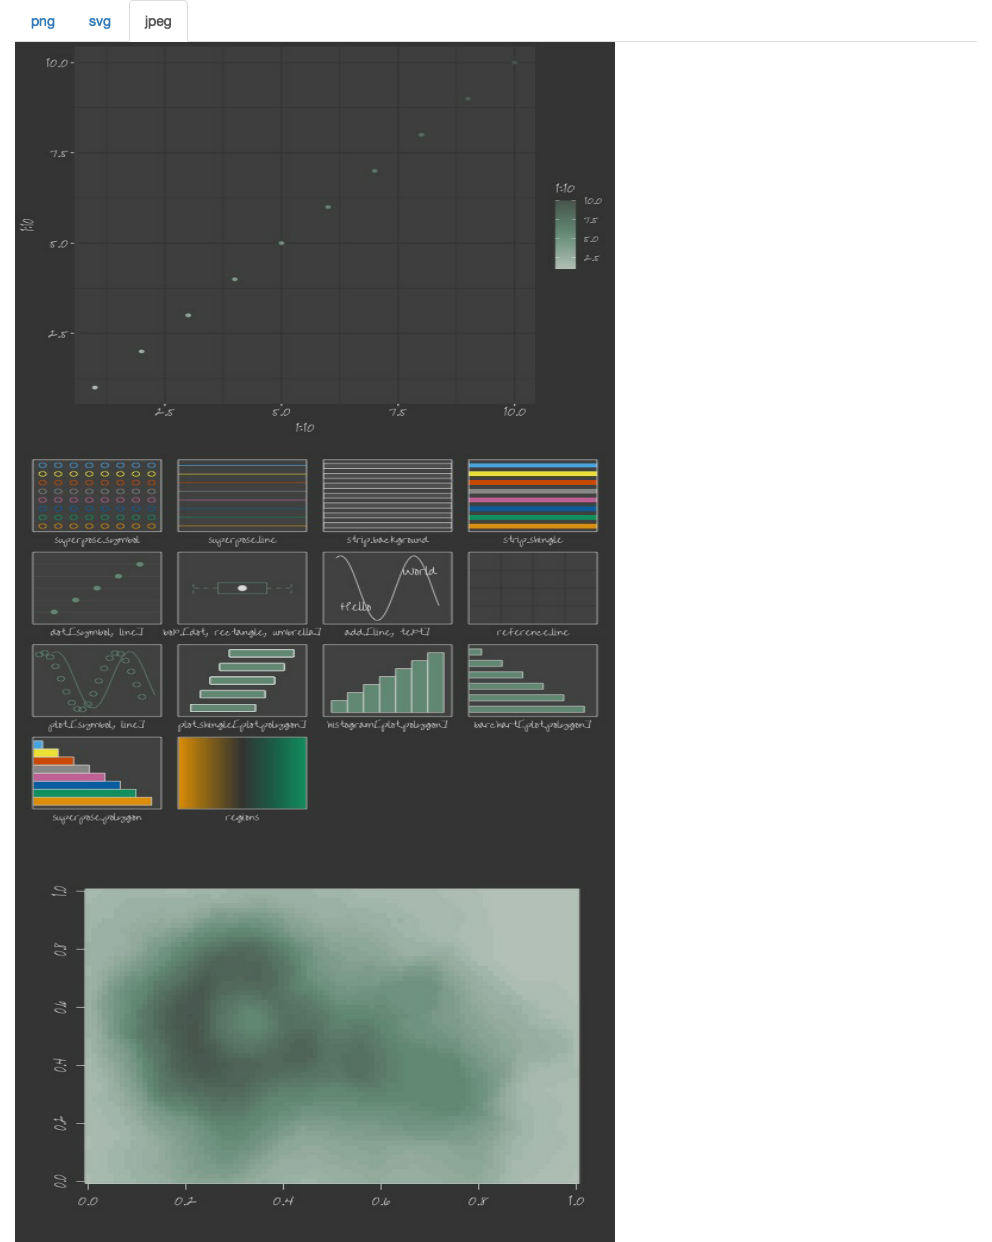 png svg jpeg
10.0
7.5
5.0
2.5
1:10
2.5 5.0 7.5 10.0
1:10
1:10
10.0
7.5
5.0
2.5
superpose.symbol superpose.line strip.background strip.shingle
World
Hello
dot.[symbol, line] box.[dot, rectangle, umbrella] add.[line, text] reference.line
plot.[symbol, line] plot.shingle[plot.polygon] histogram[plot.polygon] barchart[plot.polygon]
superpose.polygon regions
1.0
0.8
0.6
0.4
0.2
0.0
0.0 0.2 0.4 0.6 0.8 1.0